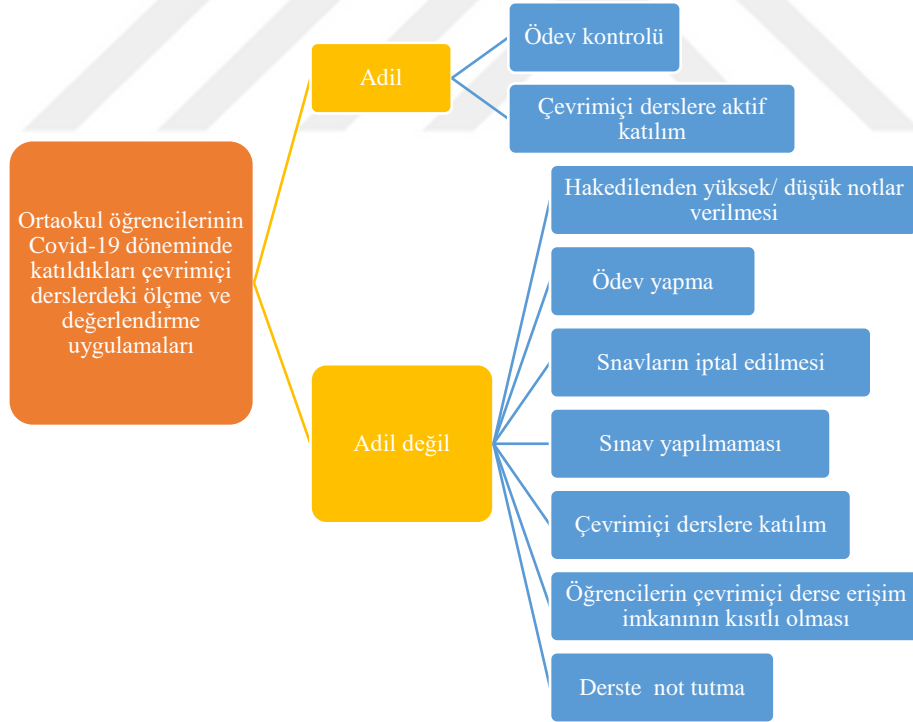 Ortaokul öğrencilerinin
Covid-19 döneminde
katıldıkları çevrimiçi
derslerdeki ölçme ve
değerlendirme
uygulamaları
Adil
Ödev kontrolü
Çevrimiçi derslere aktif
katılım
Adil değil
Hakedilenden yüksek/ düşük notlar
verilmesi
Ödev yapma
Snavların iptal edilmesi
Sınav yapılmaması
Çevrimiçi derslere katılım
Öğrencilerin çevrimiçi derse erişim
imkanının kısıtlı olması
Derste not tutma